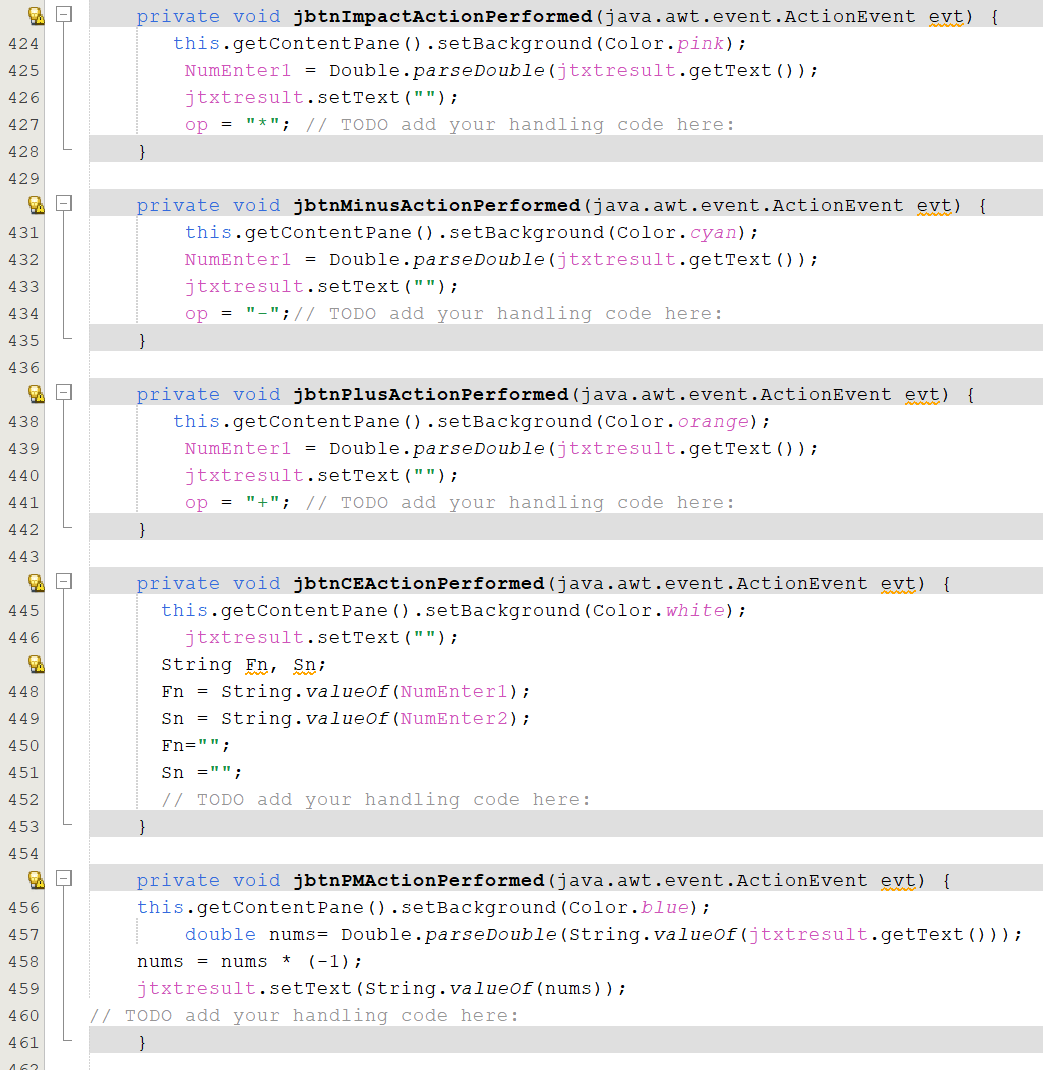 private void jbtnImpactActionPerformed(java.awt.event.ActionEvent evt) {
424 this.getContentPane().setBackground(Color.pink);
425 NumEnter1 = Double.parseDouble(jtxtresult.getText());
426 jtxtresult.setText("");
427 op = "*"; // TODO add your handling code here:
428 }
429
private void jbtnMinusActionPerformed(java.awt.event.ActionEvent evt) {
431 this.getContentPane().setBackground(Color.cyan);
432 NumEnter1 = Double.parseDouble(jtxtresult.getText());
433 jtxtresult.setText("");
434 op = "-";// TODO add your handling code here:
435 }
436
private void jbtnPlusActionPerformed(java.awt.event.ActionEvent evt) {
438 this.getContentPane().setBackground(Color.orange);
439 NumEnter1 = Double.parseDouble(jtxtresult.getText());
440 jtxtresult.setText("");
441 op = "+"; // TODO add your handling code here:
442 }
443
private void jbtnCEActionPerformed(java.awt.event.ActionEvent evt) {
445 this.getContentPane().setBackground(Color.white);
446 jtxtresult.setText("");
String Fn, Sn;
448 Fn = String.valueOf(NumEnter1);
449 Sn = String.valueOf(NumEnter2);
450 Fn="";
451 Sn ="";
452 // TODO add your handling code here:
453 }
454
private void jbtnPMActionPerformed(java.awt.event.ActionEvent evt) {
456 this.getContentPane().setBackground(Color.blue);
457 double nums= Double.parseDouble(String.valueOf(jtxtresult.getText()));
458 nums = nums * (-1);
459 jtxtresult.setText(String.valueOf(nums));
460 // TODO add your handling code here:
461 }